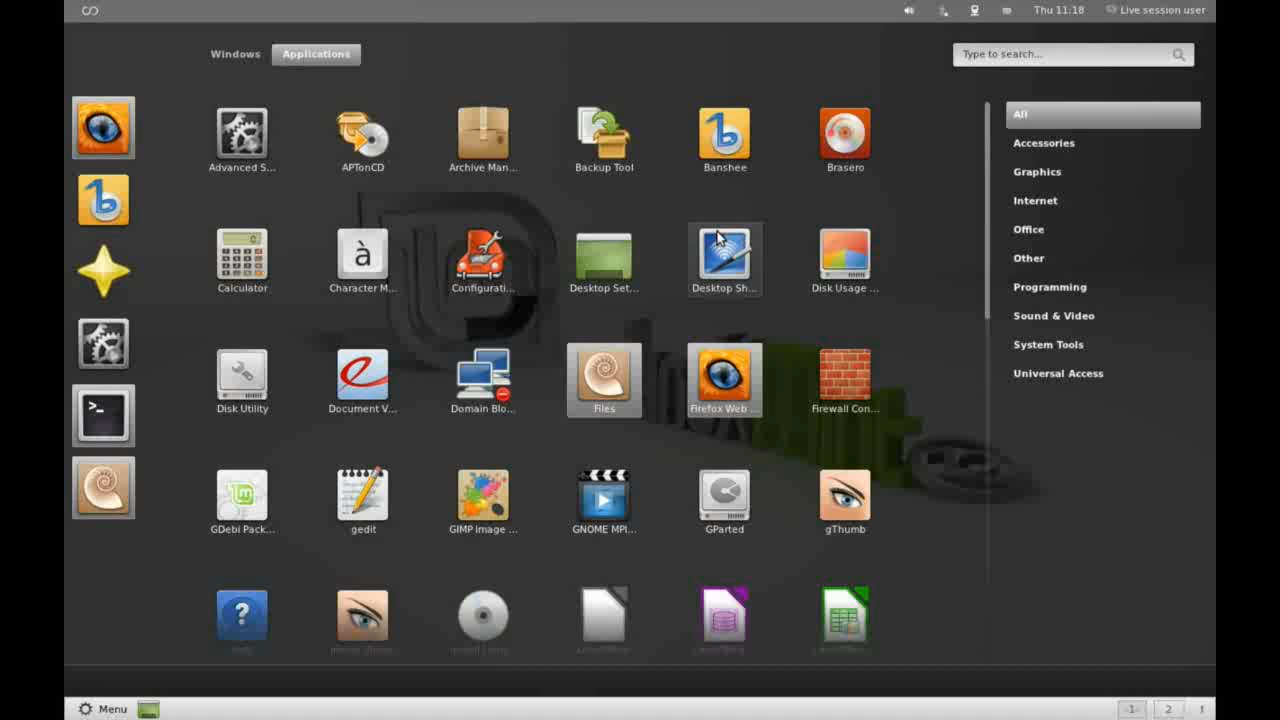 Thu 11:18 Live session user
Windows Applications Type to search...
All
Advanced S... APTonCD Archive Man... Backup Tool Banshee Brasero
Accessories
Graphics
Internet
Office
Other
Calculator Character M... Configurati... Desktop Set... Desktop Sh... Disk Usage ...
Programming
Sound & Video
System Tools
Universal Access
Disk Utility Document V... Domain Blo... Files Firefox Web ... Firewall Con...
GDebi Pack... gedit GIMP Image ... GNOME MPl... GParted gThumb
Menu 1 2 !